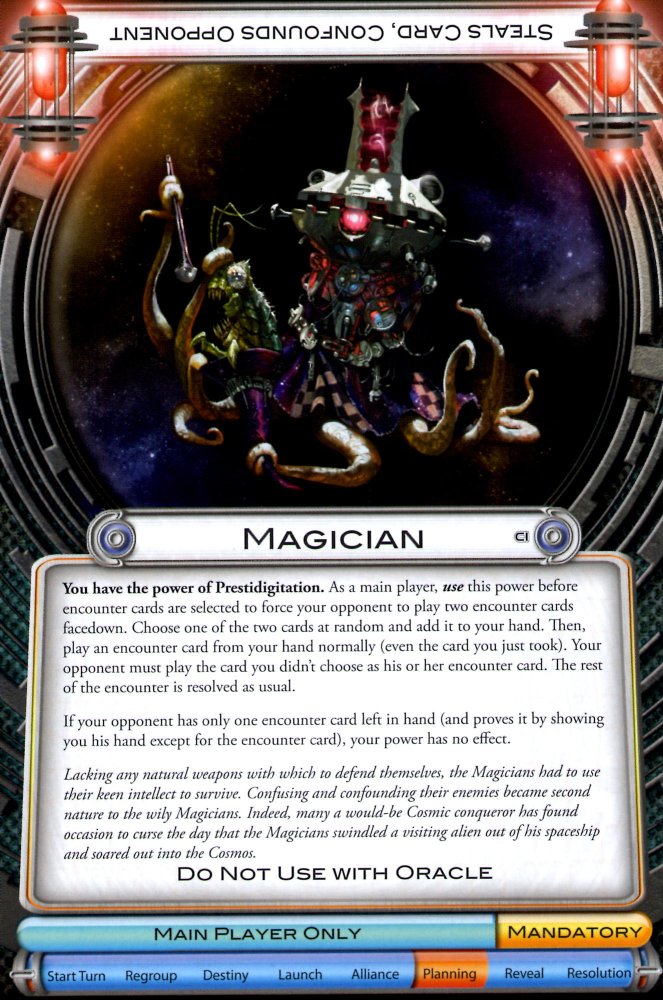 Steals Card, Confounds Opponent
Magician
CI
You have the power of Prestidigitation. As a main player, use this power before
encounter cards are selected to force your opponent to play two encounter cards
facedown. Choose one of the two cards at random and add it to your hand. Then,
play an encounter card from your hand normally (even the card you just took). Your
opponent must play the card you didn't choose as his or her encounter card. The rest
of the encounter is resolved as usual.
If your opponent has only one encounter card left in hand (and proves it by showing
you his hand except for the encounter card), your power has no effect.
Lacking any natural weapons with which to defend themselves, the Magicians had to use
their keen intellect to survive. Confusing and confounding their enemies became second
nature to the wily Magicians. Indeed, many a would-be Cosmic conqueror has found
occasion to curse the day that the Magicians swindled a visiting alien out of his spaceship
and soared out into the Cosmos.
Do Not Use with Oracle
Main Player Only Mandatory
Start Turn Regroup Destiny Launch Alliance Planning Reveal Resolution